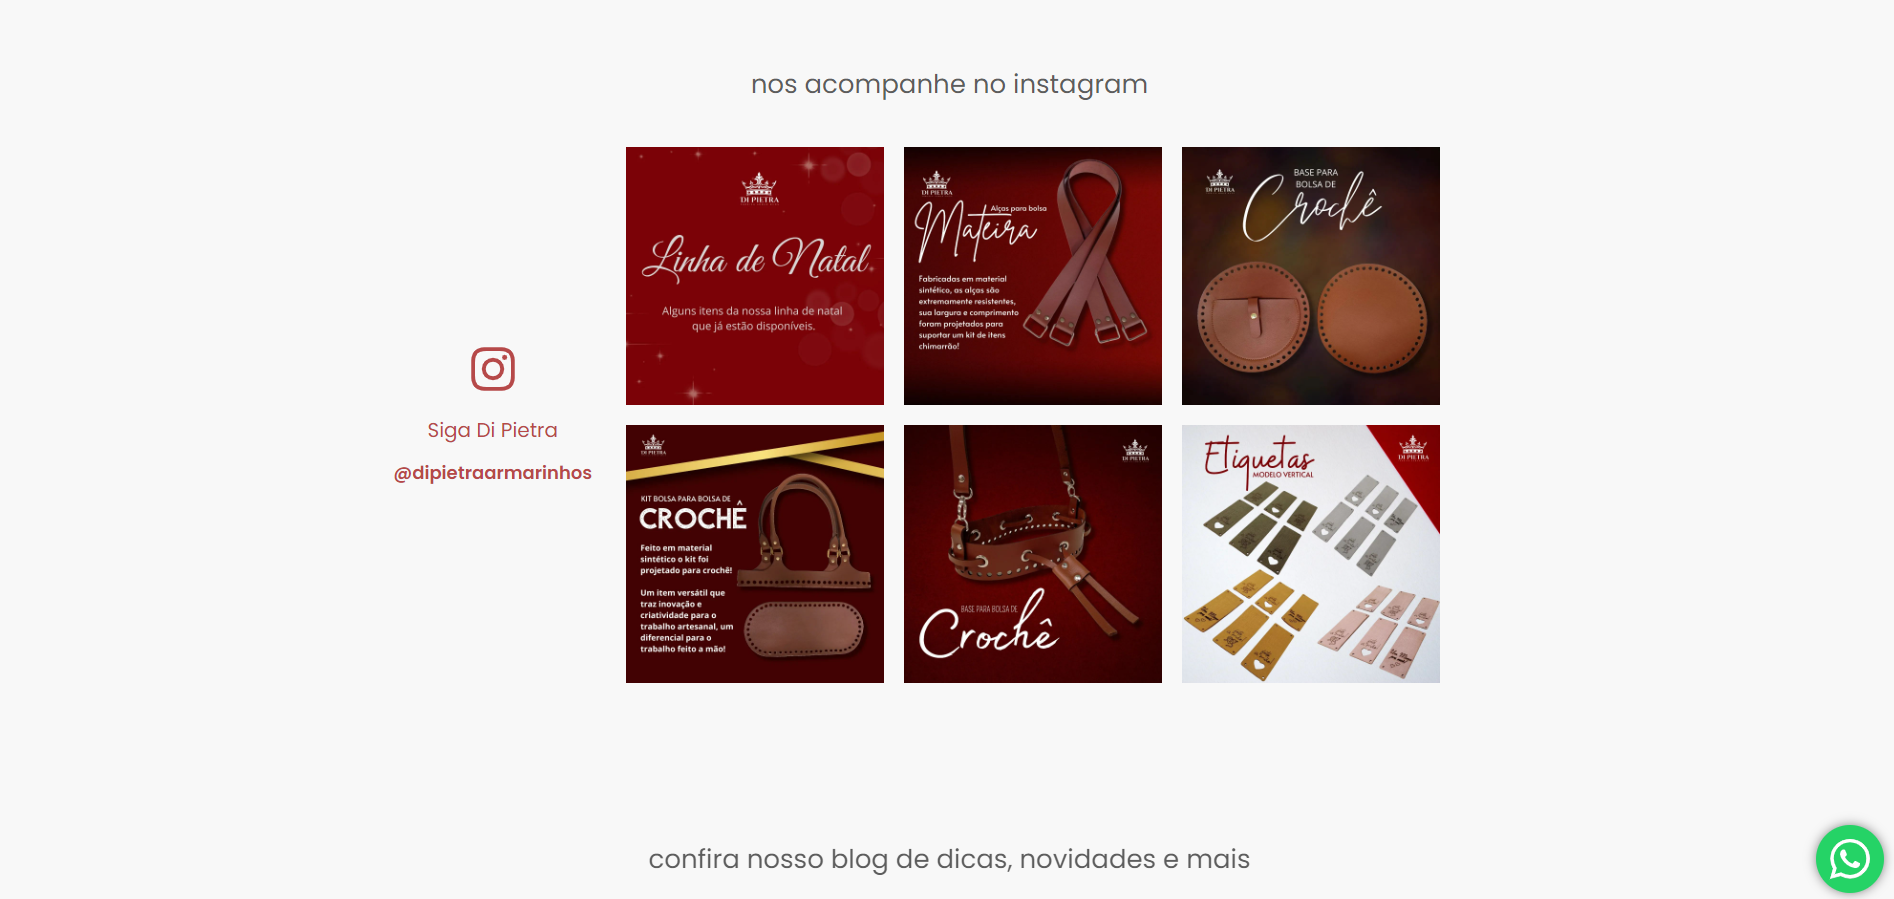 nos acompanhe no instagram
Siga Di Pietra
@dipietraarmarinhos
DI PIETRA
Linha de Natal
Alguns itens da nossa linha de natal
que já estão disponíveis.
DI PIETRA
Alças para bolsa
Mateira
Fabricadas em material
sintético, as alças são
extremamente resistentes,
sua largura e comprimento
foram projetados para
suportar um kit de itens
chimarrão!
DI PIETRA
BASE PARA
BOLSA DE
Crochê
DI PIETRA
KIT BOLSA PARA BOLSA DE
CROCHÊ
Feito em material
sintético o kit foi
projetado para crochê!
Um item versátil que
traz inovação e
criatividade para o
trabalho artesanal, um
diferencial para o
trabalho feito a mão!
DI PIETRA
BASE PARA BOLSA DE
Crochê
Etiquetas
MODELO VERTICAL
DI PIETRA
confira nosso blog de dicas, novidades e mais